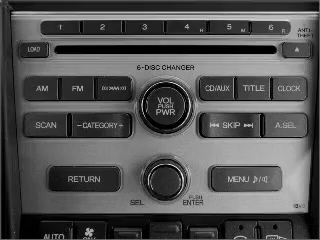 1 2 3 4 5 6
ANTI-
THEFT
LOAD
6-DISC CHANGER
AM FM CD/AUX TITLE CLOCK
VOL
PUSH
PWR
SCAN −CATEGORY+ SKIP A.SEL
RETURN MENU
SEL PUSH
ENTER
AUTO